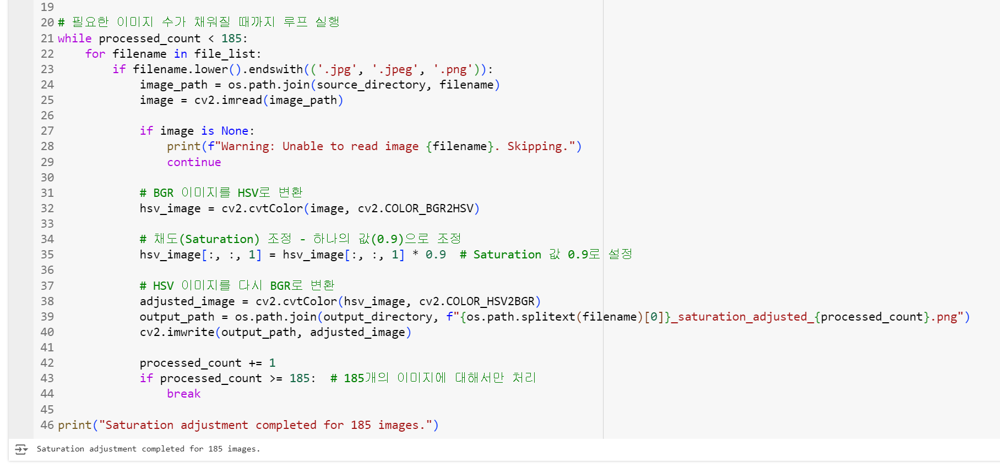 19
20 # 필요한 이미지 수가 채워질 때까지 루프 실행
21 while processed_count < 185:
22     for filename in file_list:
23         if filename.lower().endswith(('.jpg', '.jpeg', '.png')):
24             image_path = os.path.join(source_directory, filename)
25             image = cv2.imread(image_path)
26
27             if image is None:
28                 print(f"Warning: Unable to read image {filename}. Skipping.")
29                 continue
30
31             # BGR 이미지를 HSV로 변환
32             hsv_image = cv2.cvtColor(image, cv2.COLOR_BGR2HSV)
33
34             # 채도(Saturation) 조정 - 하나의 값(0.9)으로 조정
35             hsv_image[:, :, 1] = hsv_image[:, :, 1] * 0.9  # Saturation 값 0.9로 설정
36
37             # HSV 이미지를 다시 BGR로 변환
38             adjusted_image = cv2.cvtColor(hsv_image, cv2.COLOR_HSV2BGR)
39             output_path = os.path.join(output_directory, f"{os.path.splitext(filename)[0]}_saturation_adjusted_{processed_count}.png")
40             cv2.imwrite(output_path, adjusted_image)
41
42             processed_count += 1
43             if processed_count >= 185:  # 185개의 이미지에 대해서만 처리
44                 break
45
46 print("Saturation adjustment completed for 185 images.")
Saturation adjustment completed for 185 images.